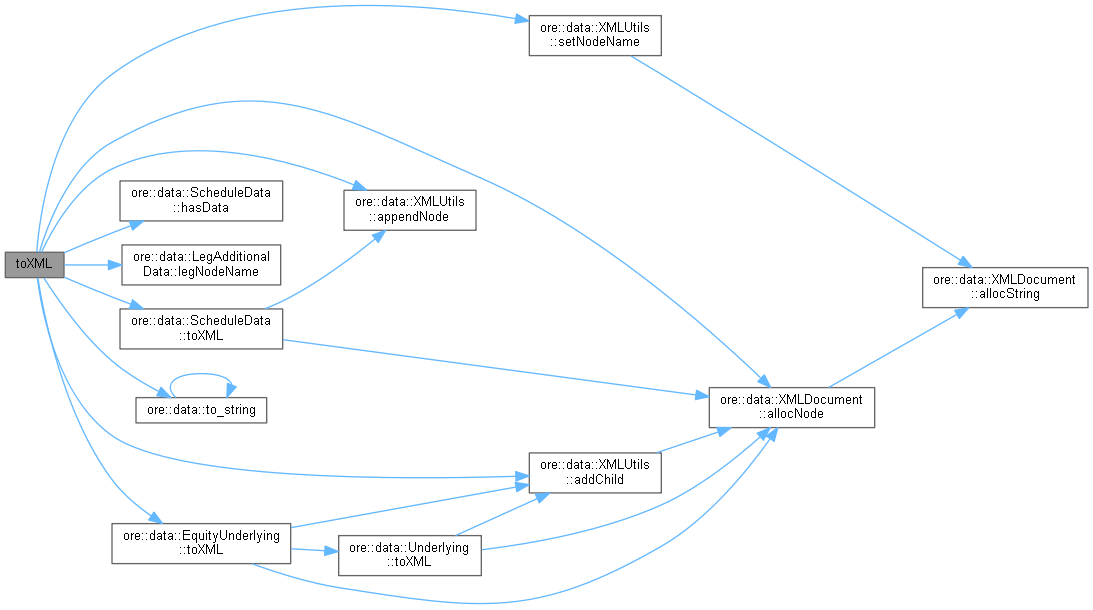 ore::data::XMLUtils
::setNodeName
ore::data::ScheduleData
::hasData
ore::data::XMLUtils
::appendNode
toXML
ore::data::LegAdditional
Data::legNodeName
ore::data::XMLDocument
::allocString
ore::data::ScheduleData
::toXML
ore::data::to_string
ore::data::XMLDocument
::allocNode
ore::data::XMLUtils
::addChild
ore::data::EquityUnderlying
::toXML
ore::data::Underlying
::toXML